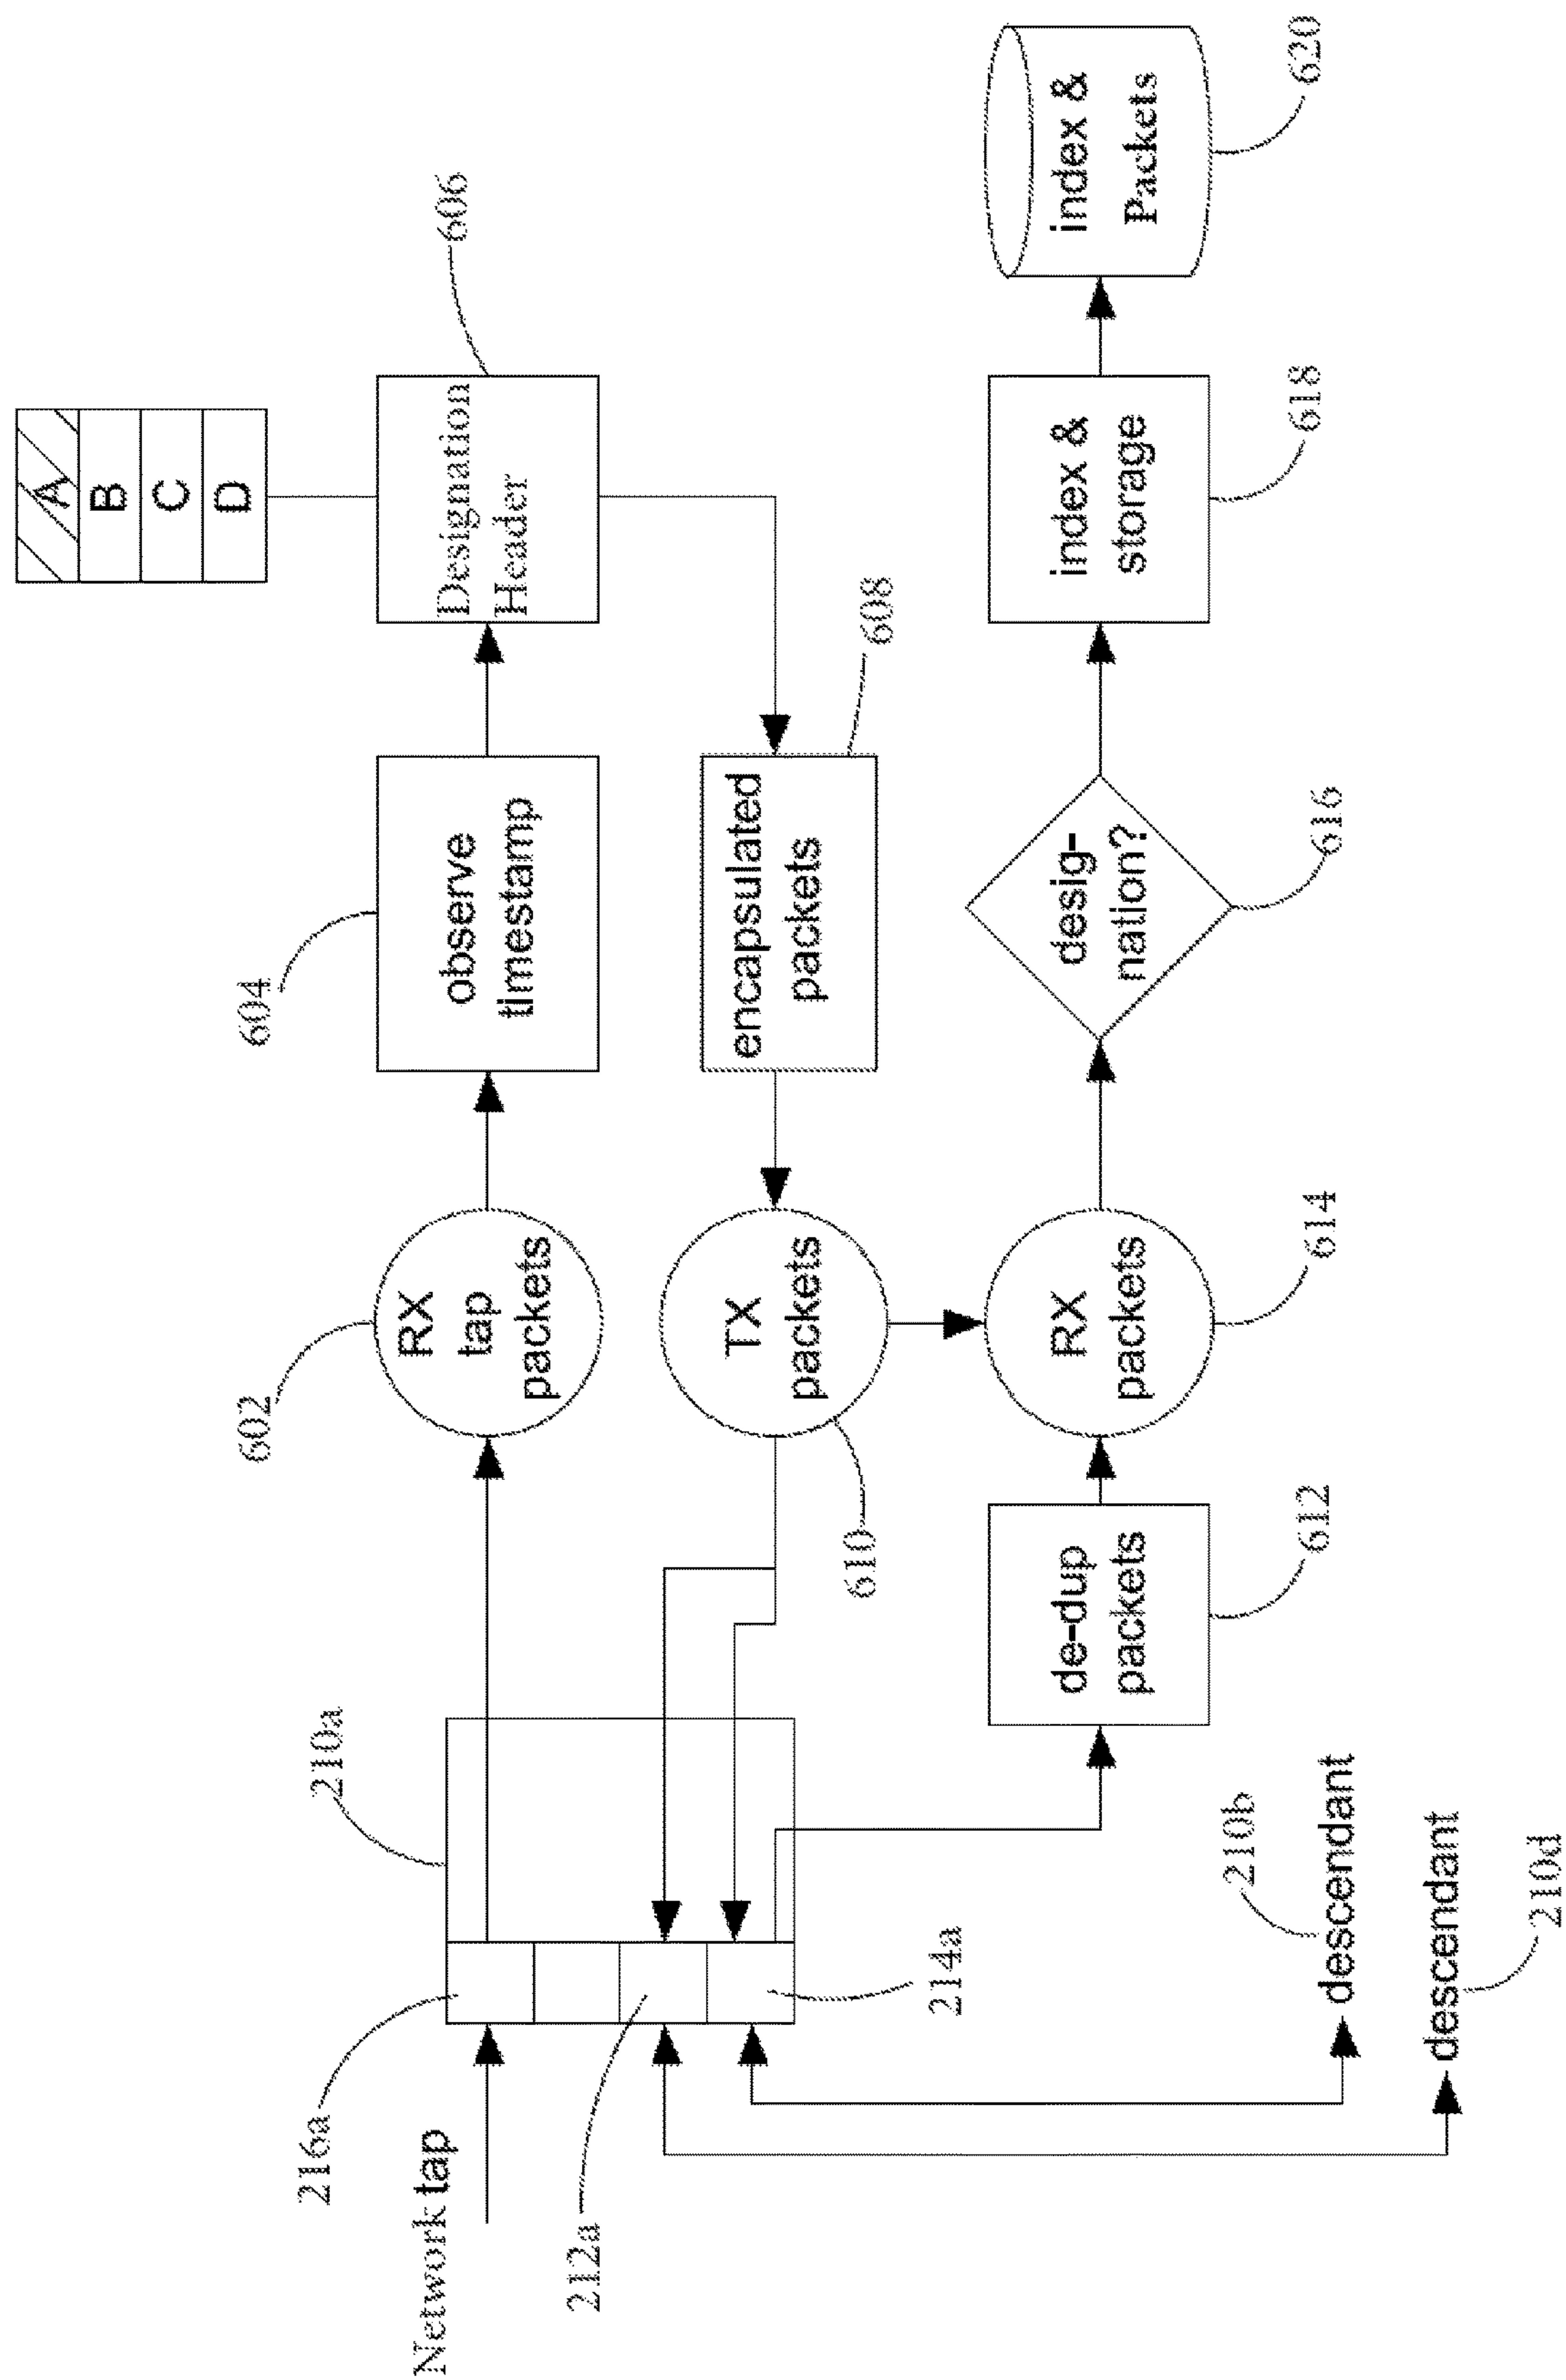 A
B
C
D
606
Designation
Header
604
observe
timestamp
602
RX
tap
packets
210a
216a
Network tap
212a
214a
608
encapsulated
packets
610
TX
packets
612
de-dup
packets
614
RX
packets
616
desig-
nation?
618
index &
storage
620
index &
Packets
210b
descendant
descendant
210d